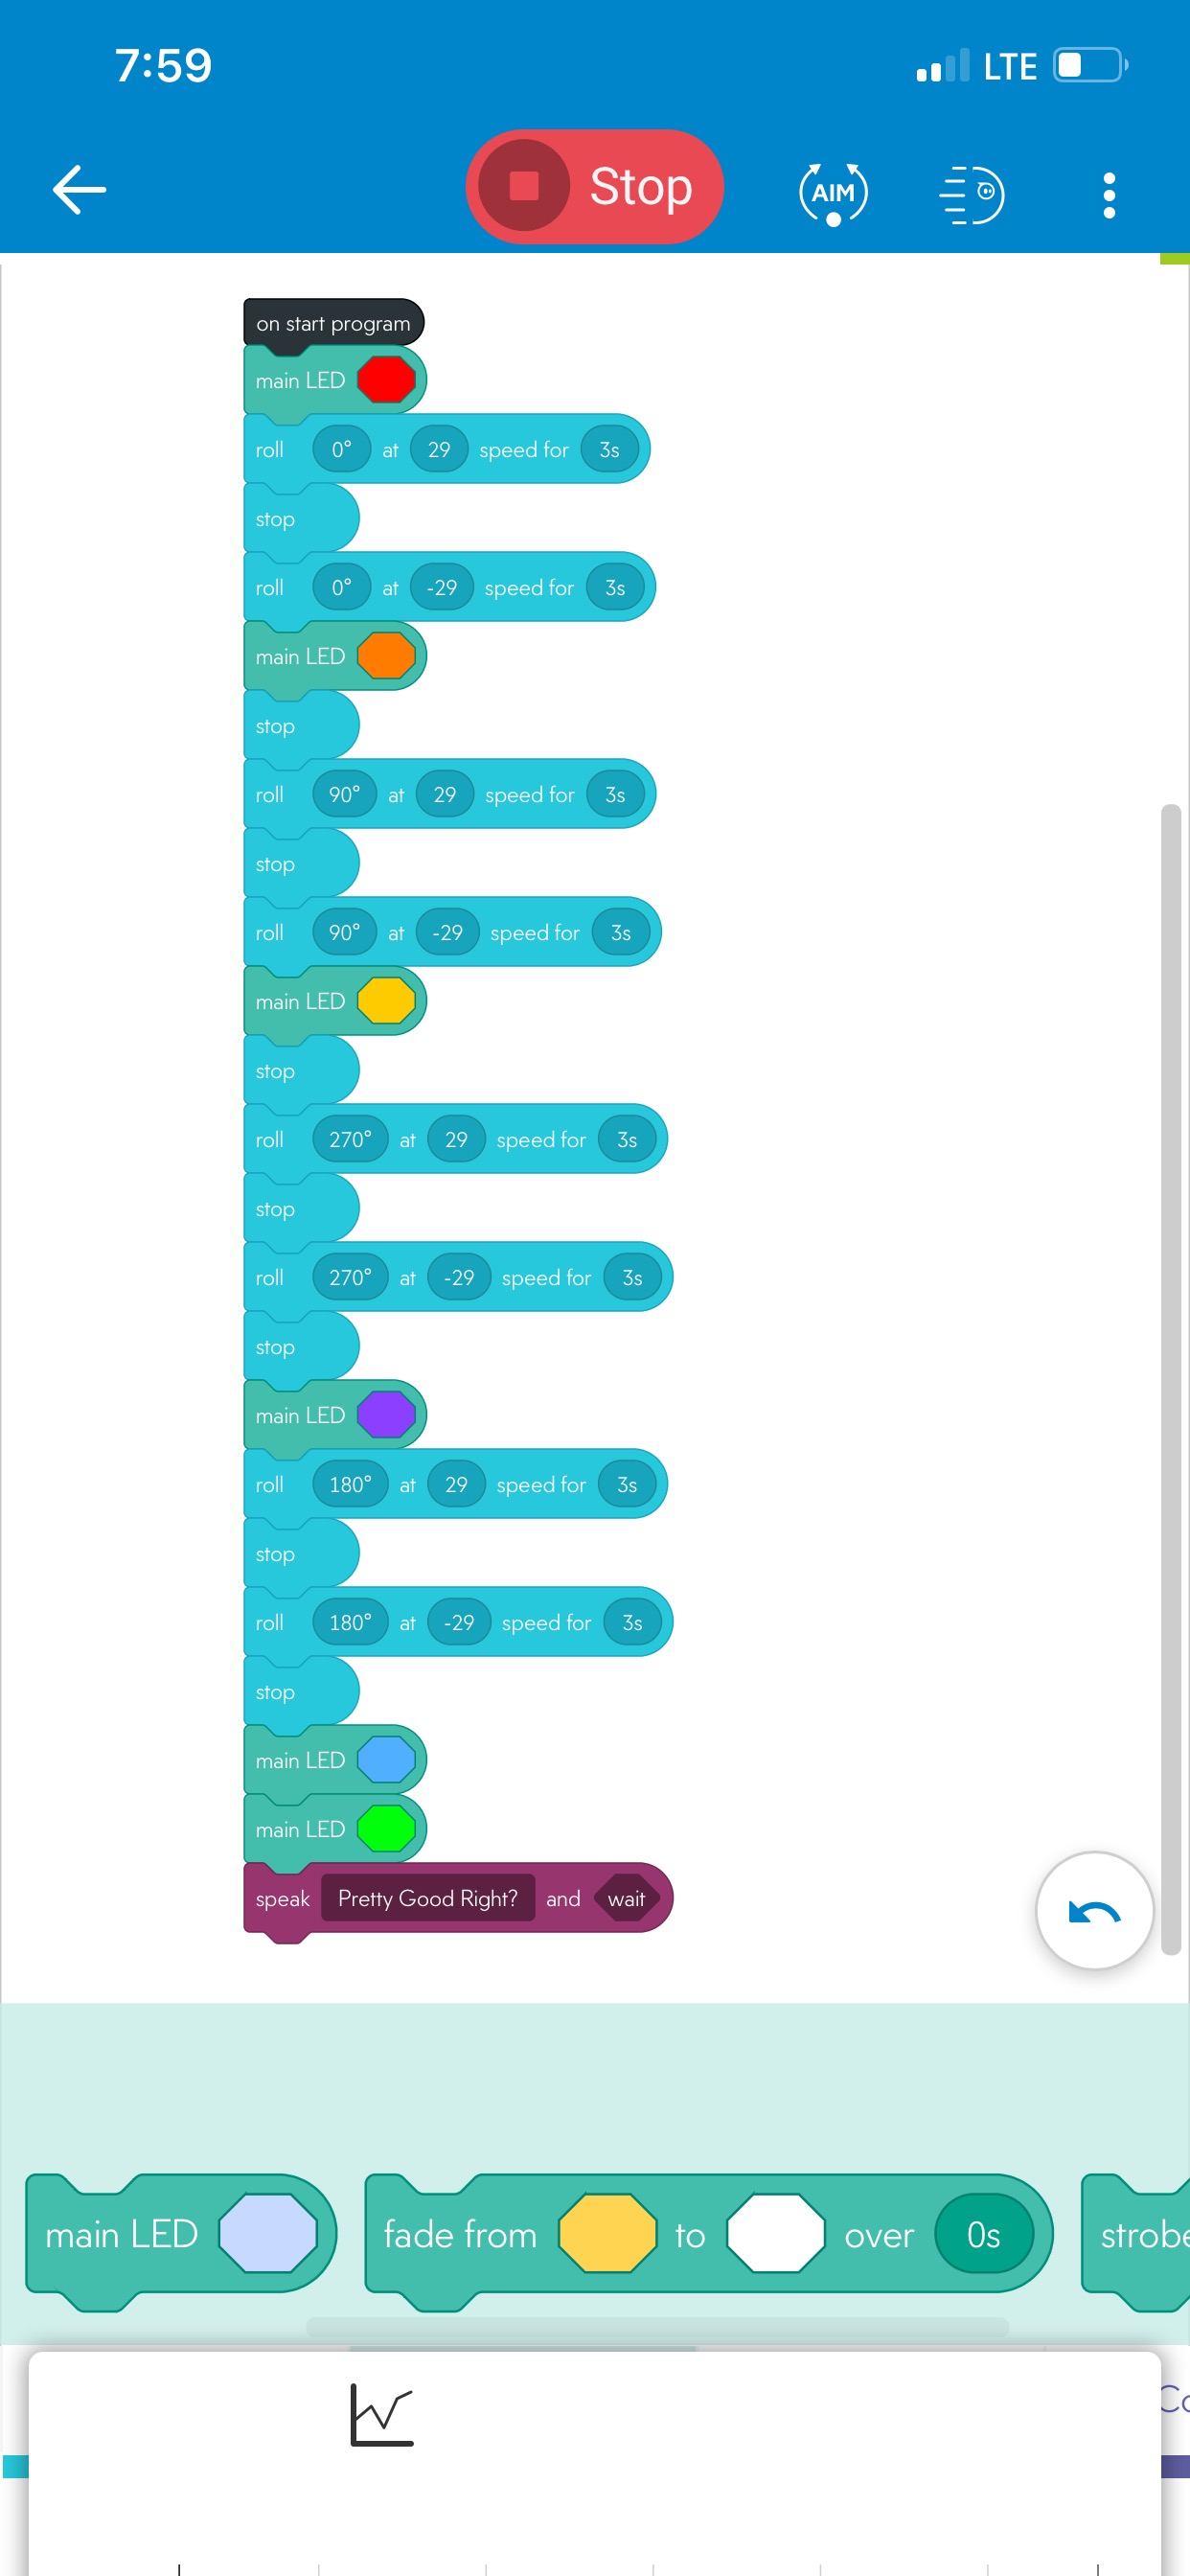 7:59 LTE
Stop AIM
on start program
main LED
roll 0° at 29 speed for 3s
stop
roll 0° at -29 speed for 3s
main LED
stop
roll 90° at 29 speed for 3s
stop
roll 90° at -29 speed for 3s
main LED
stop
roll 270° at 29 speed for 3s
stop
roll 270° at -29 speed for 3s
stop
main LED
roll 180° at 29 speed for 3s
stop
roll 180° at -29 speed for 3s
stop
main LED
main LED
speak Pretty Good Right? and wait
main LED fade from to over 0s strobe
Co